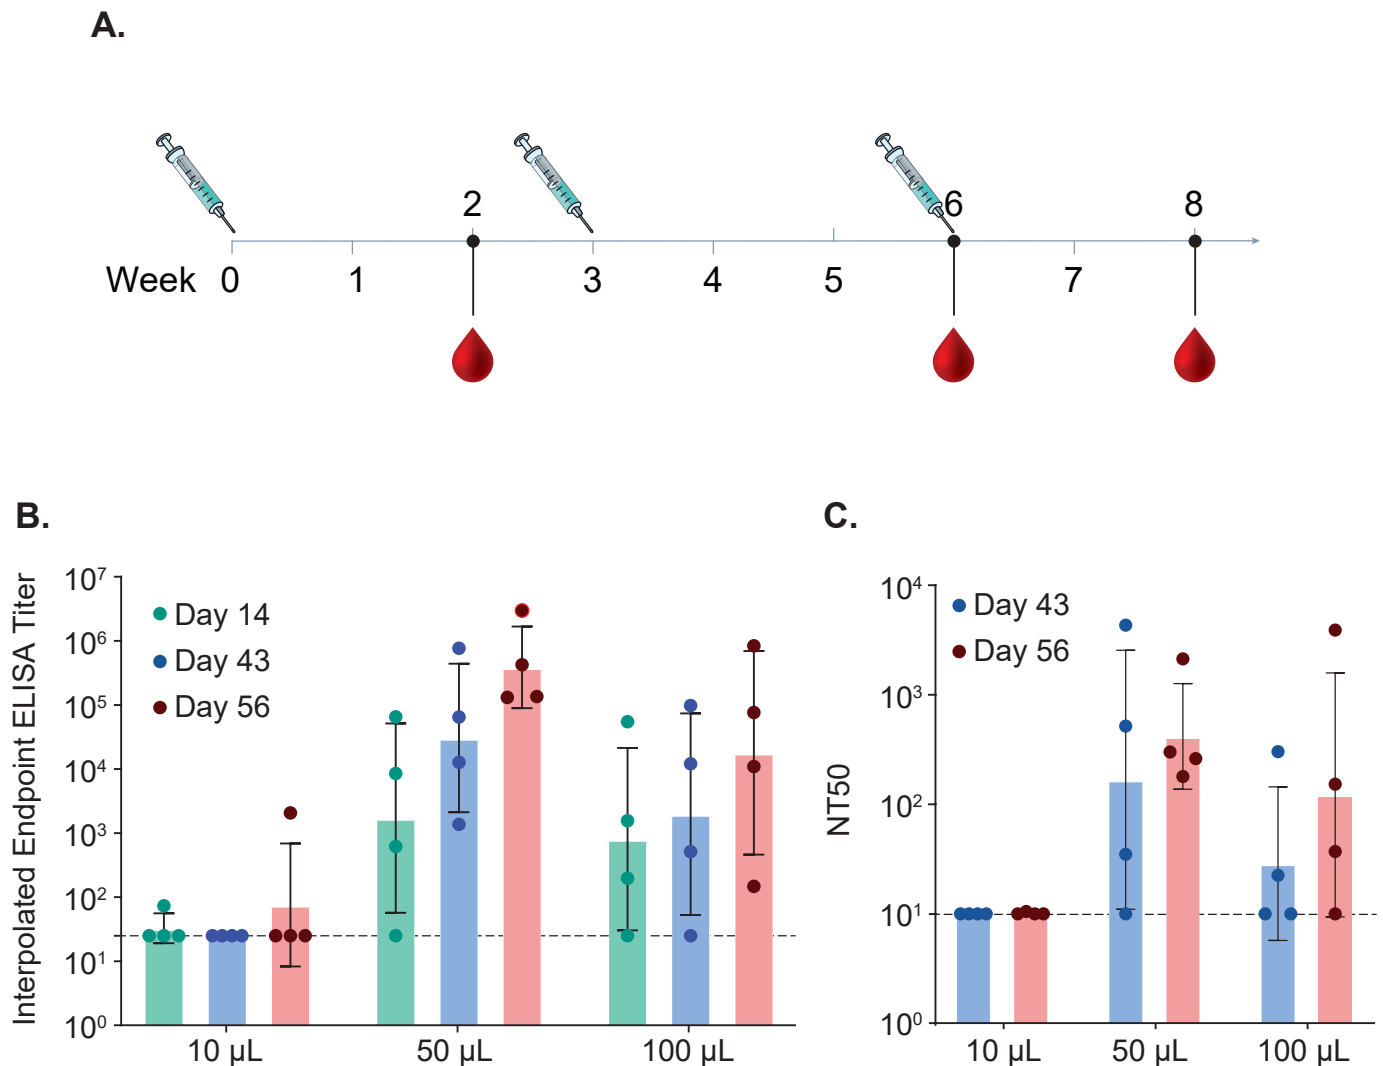 A.
2
6
8
Week 0 1 3 4 5 7
B.
Interpolated Endpoint ELISA Titer
10⁷
10⁶
10⁵
10⁴
10³
10²
10¹
10⁰
Day 14
Day 43
Day 56
10 µL 50 µL 100 µL
C.
NT50
10⁴
10³
10²
10¹
10⁰
Day 43
Day 56
10 µL 50 µL 100 µL